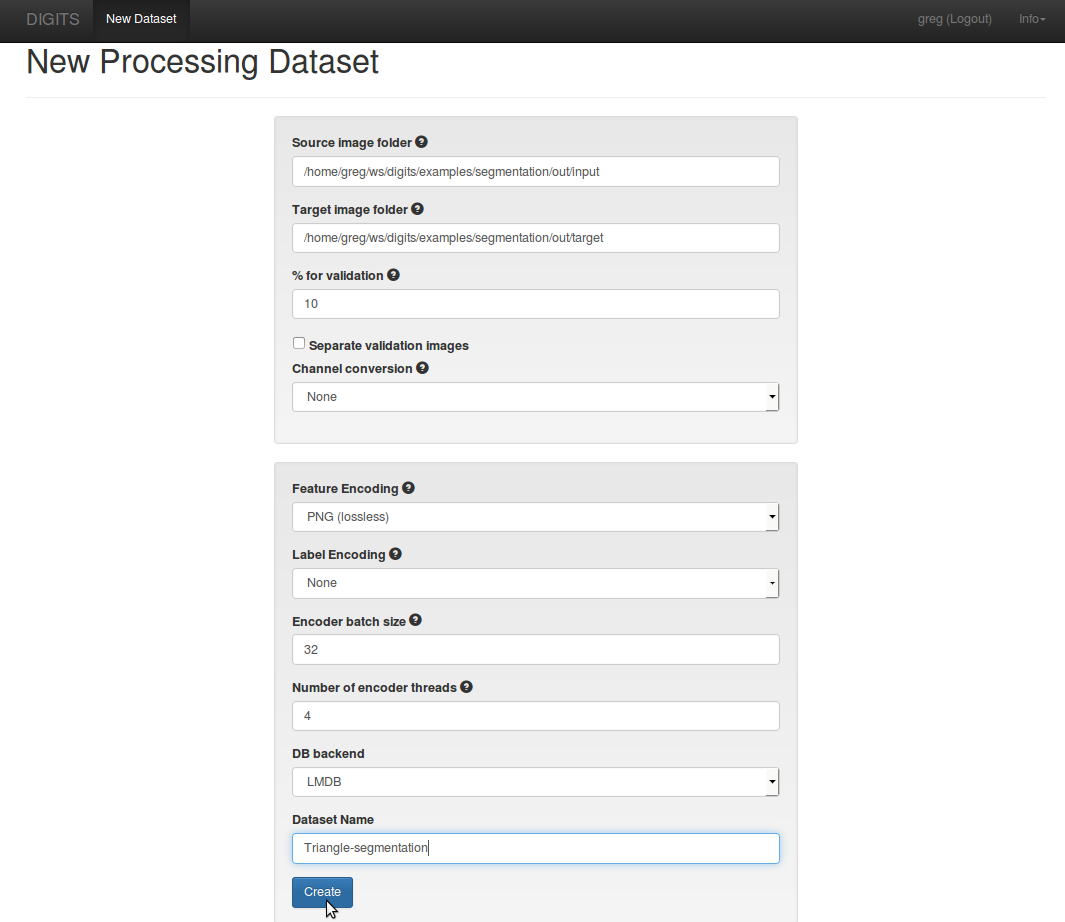 DIGITS New Dataset greg (Logout) Info
New Processing Dataset
Source image folder
/home/greg/ws/digits/examples/segmentation/out/input
Target image folder
/home/greg/ws/digits/examples/segmentation/out/target
% for validation
10
Separate validation images
Channel conversion
None
Feature Encoding
PNG (lossless)
Label Encoding
None
Encoder batch size
32
Number of encoder threads
4
DB backend
LMDB
Dataset Name
Triangle-segmentation
Create